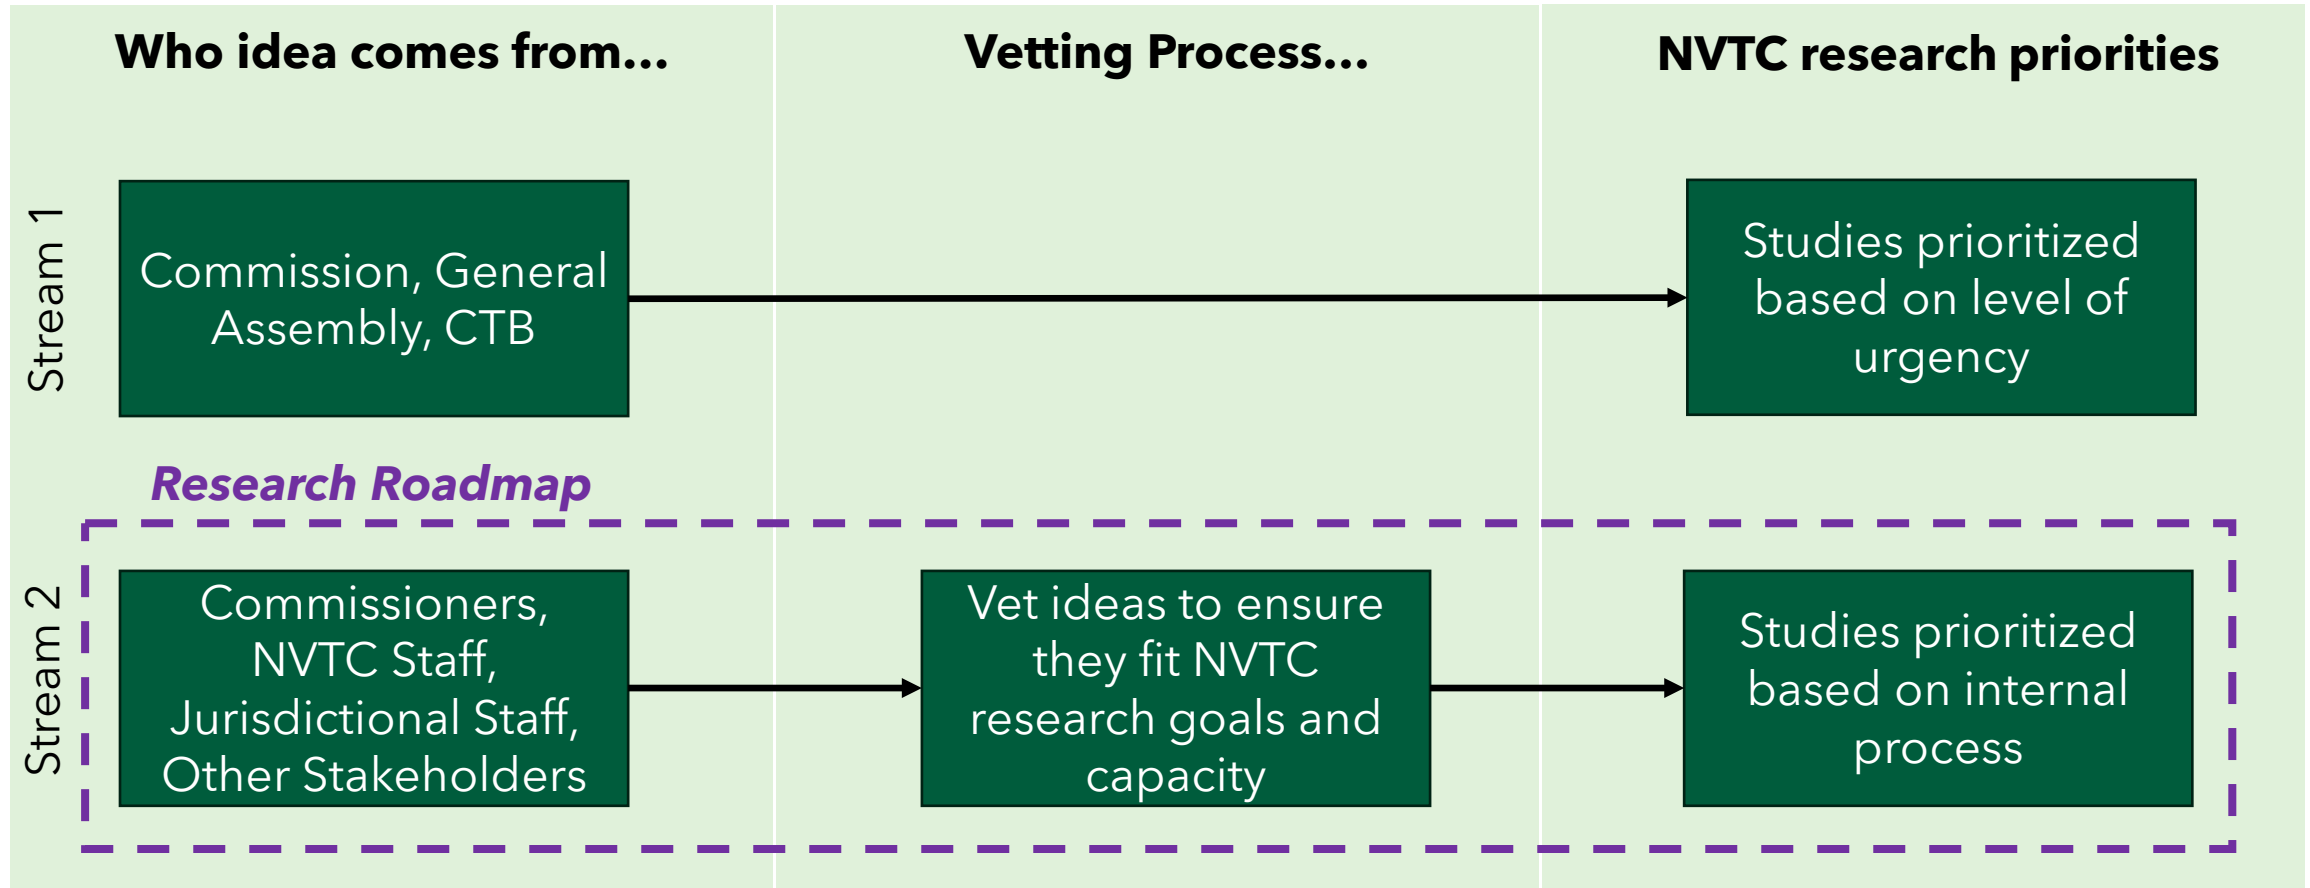 Who idea comes from...
Vetting Process...
NVTC research priorities
Stream 1
Commission, General
Assembly, CTB
Studies prioritized
based on level of
urgency
Research Roadmap
Stream 2
Commissioners,
NVTC Staff,
Jurisdictional Staff,
Other Stakeholders
Vet ideas to ensure
they fit NVTC
research goals and
capacity
Studies prioritized
based on internal
process